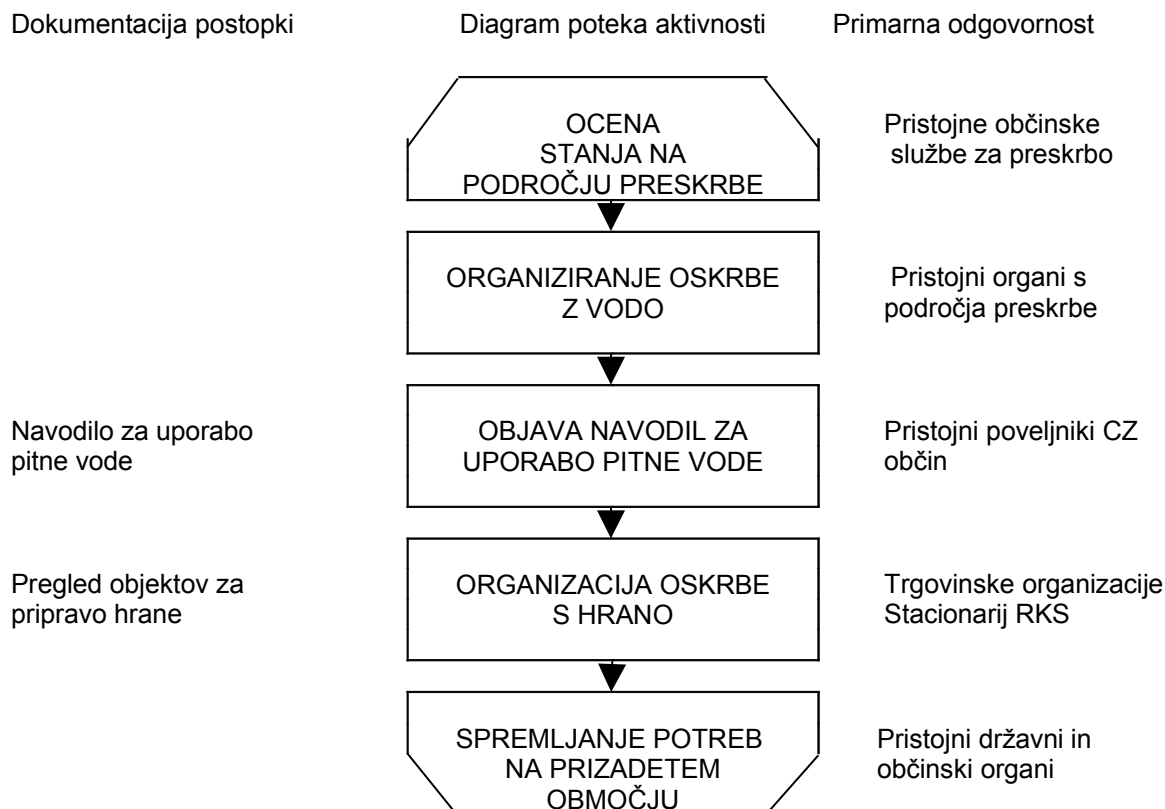 Dokumentacija postopki Diagram poteka aktivnosti Primarna odgovornost
OCENA
STANJA NA
PODROČJU PRESKRBE
Pristojne občinske
službe za preskrbo
ORGANIZIRANJE OSKRBE
Z VODO
Pristojni organi s
področja preskrbe
Navodilo za uporabo
pitne vode
OBJAVA NAVODIL ZA
UPORABO PITNE VODE
Pristojni poveljniki CZ
občin
Pregled objektov za
pripravo hrane
ORGANIZACIJA OSKRBE
S HRANO
Trgovinske organizacije
Stacionarij RKS
SPREMLJANJE POTREB
NA PRIZADETEM
OBMOČJU
Pristojni državni in
občinski organi